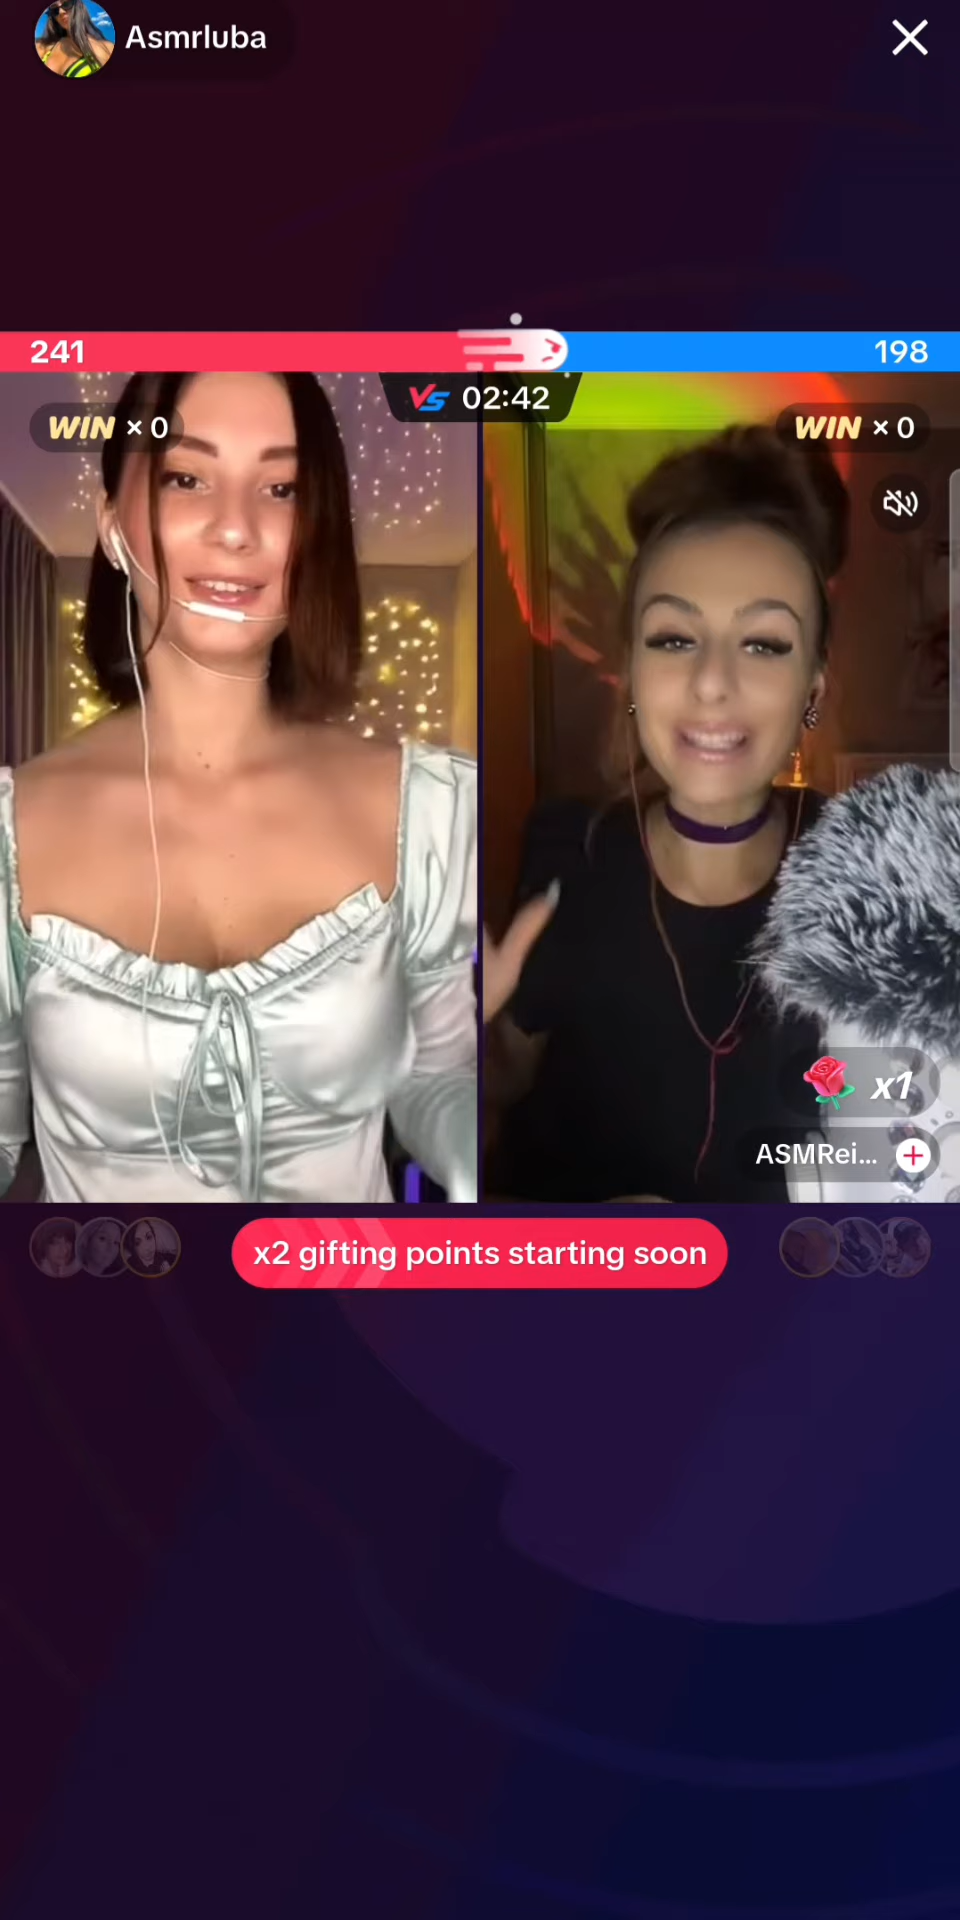 Asmrluba
241
198
VS 02:42
WIN × 0
WIN × 0
x1
ASMRei...
x2 gifting points starting soon